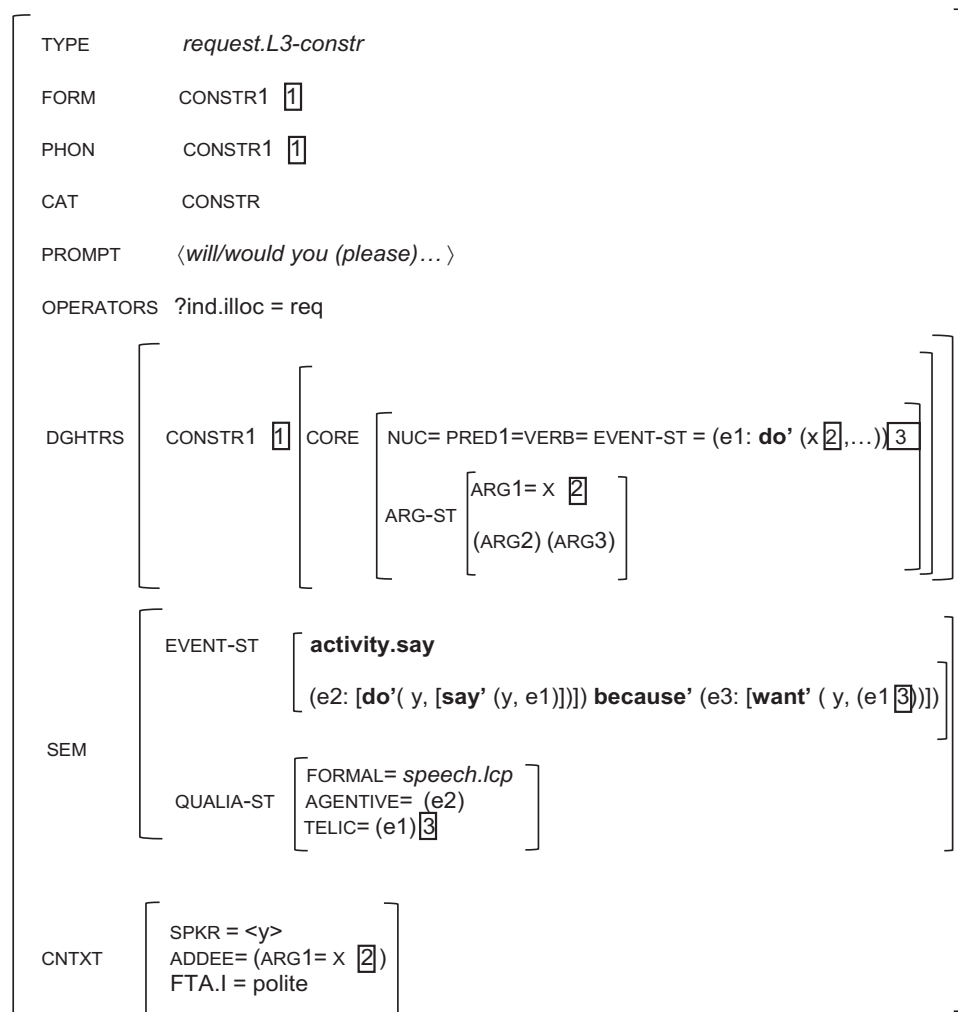 TYPE request.L3-constr
FORM CONSTR1 1
PHON CONSTR1 1
CAT CONSTR
PROMPT ⟨will/would you (please)… ⟩
OPERATORS ?ind.illoc = req
DGHTRS CONSTR1 1 CORE NUC= PRED1=VERB= EVENT-ST = (e1: do’ (x 2,…)) 3
ARG-ST ARG1= X 2
(ARG2) (ARG3)
SEM EVENT-ST activity.say
(e2: [do’( y, [say’ (y, e1)])]) because’ (e3: [want’ ( y, (e1 3))])
QUALIA-ST FORMAL= speech.lcp
AGENTIVE= (e2)
TELIC= (e1) 3
CNTXT SPKR = <y>
ADDEE= (ARG1= X 2 )
FTA.I = polite